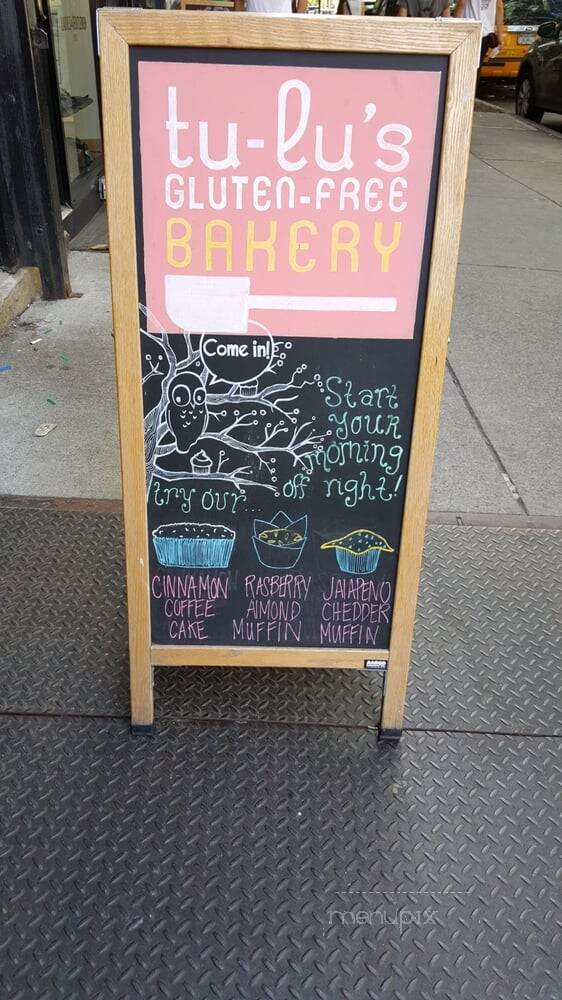 tu-lu's
GLUTEN-FREE
BAKERY
Come in!
Start
your
morning
off right!
try our...
CINNAMON
COFFEE
CAKE
RASBERRY
ALMOND
MUFFIN
JALAPENO
CHEDDER
MUFFIN
menupix